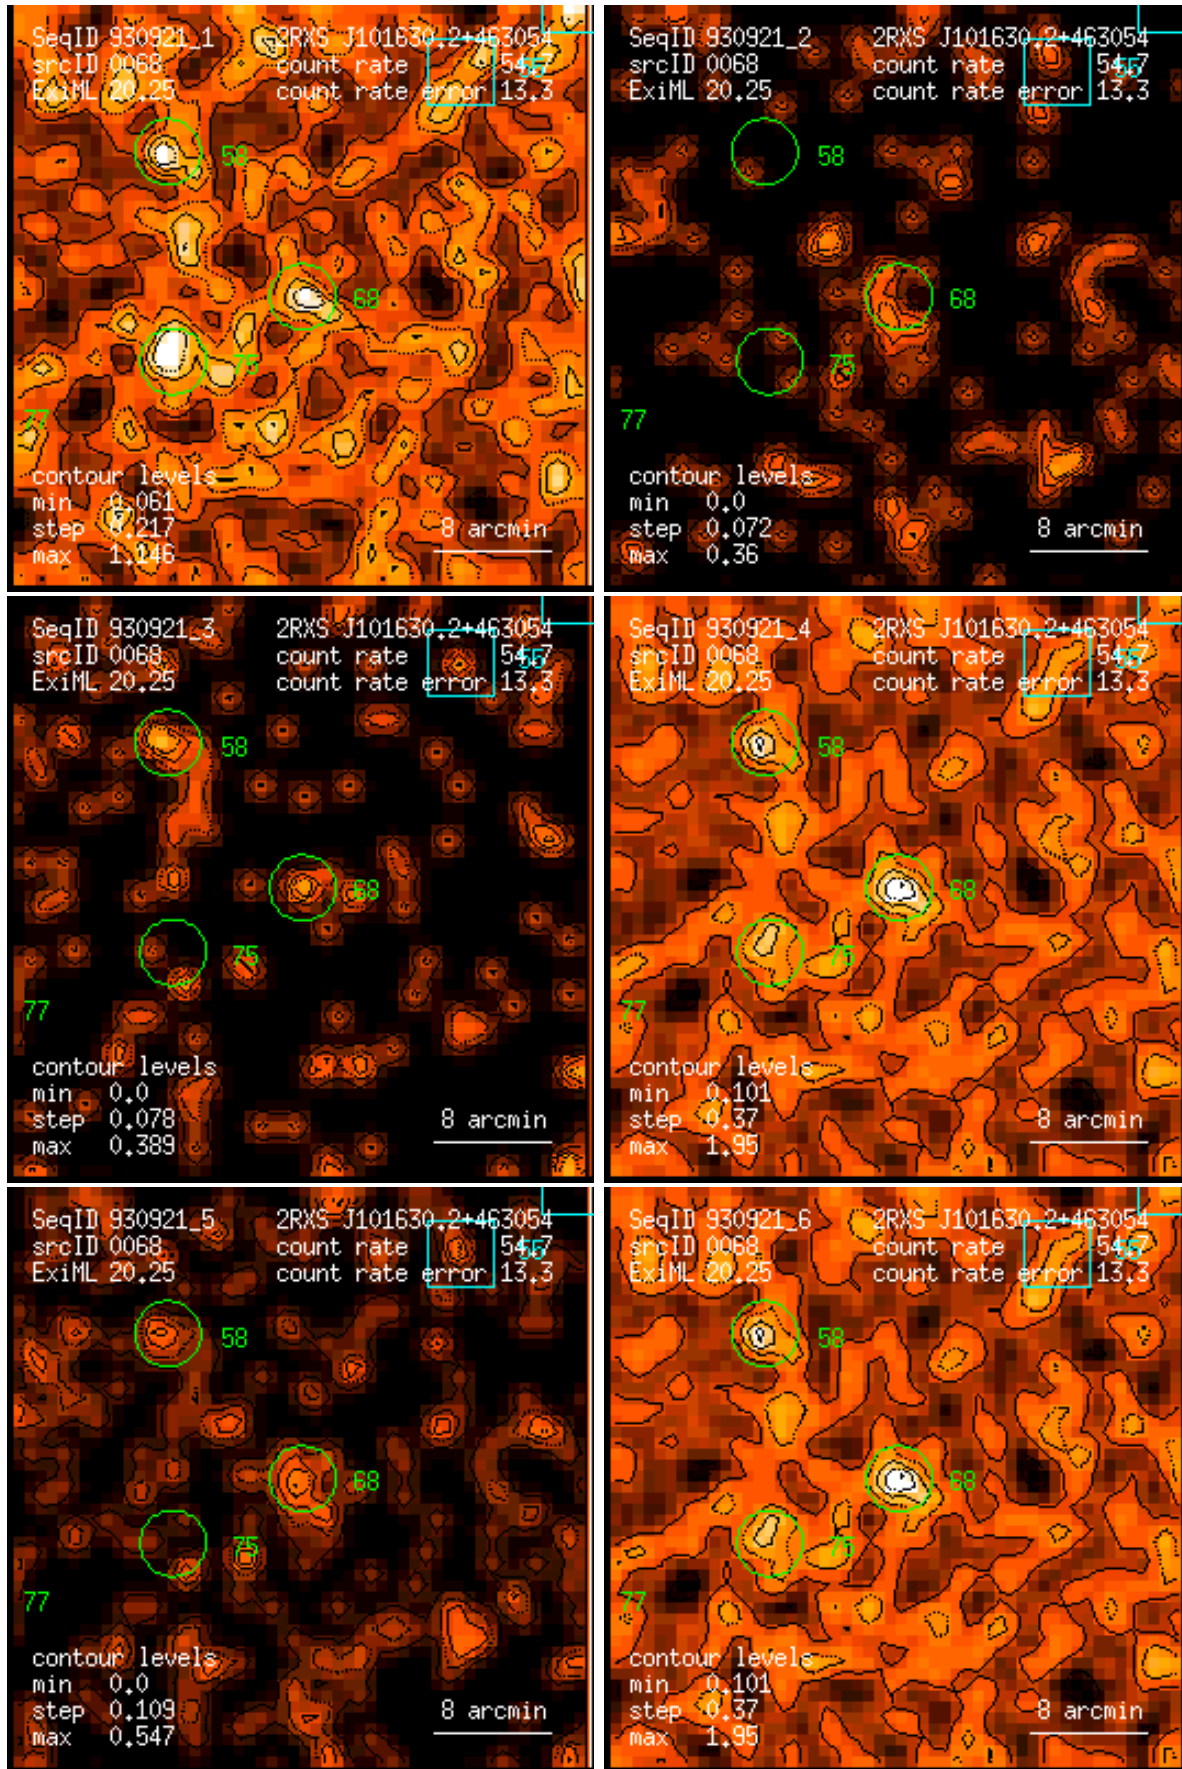 SeqID 930921_1 2RXS J101630.2+463054
srcID 0068 count rate 54.7 55
ExiML 20.25 count rate error 13.3
58
68
75
77
contour levels
min 0.061
step 0.217 8 arcmin
max 1.146
SeqID 930921_2 2RXS J101630.2+463054
srcID 0068 count rate 54.7 55
ExiML 20.25 count rate error 13.3
58
68
75
77
contour levels
min 0.0
step 0.072 8 arcmin
max 0.36
SeqID 930921_3 2RXS J101630.2+463054
srcID 0068 count rate 54.7 55
ExiML 20.25 count rate error 13.3
58
68
75
77
contour levels
min 0.0
step 0.078 8 arcmin
max 0.389
SeqID 930921_4 2RXS J101630.2+463054
srcID 0068 count rate 54.7 55
ExiML 20.25 count rate error 13.3
58
68
75
77
contour levels
min 0.101
step 0.37 8 arcmin
max 1.95
SeqID 930921_5 2RXS J101630.2+463054
srcID 0068 count rate 54.7 55
ExiML 20.25 count rate error 13.3
58
68
75
77
contour levels
min 0.0
step 0.109 8 arcmin
max 0.547
SeqID 930921_6 2RXS J101630.2+463054
srcID 0068 count rate 54.7 55
ExiML 20.25 count rate error 13.3
58
68
75
77
contour levels
min 0.101
step 0.37 8 arcmin
max 1.95